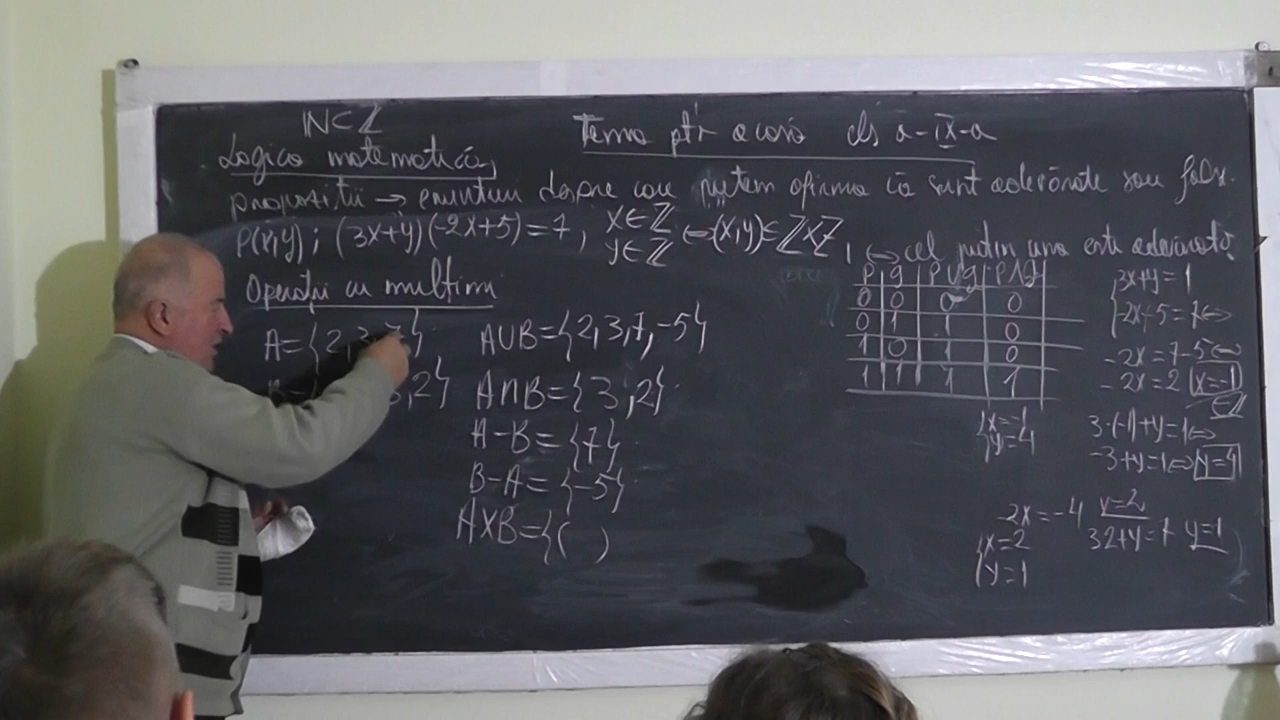 IN⊂Z
Tema ptr acasă cls a-IX-a
Logica matematică,
propoziții → enunțuri despre care putem afirma că sunt adevărate sau false.
P(x,y); (3x+y)(-2x+5)=7, x∈Z y∈Z ⇔(x,y)∈Z×Z, ⇔ cel puțin una este adevărată
Operații cu mulțimi
A={2,3,7}
,2}
A∪B={2,3,7,-5}
A∩B={3,2}
A-B={7}
B-A={-5}
A×B={( )
p q p∨q p∧q
0 0 0 0
0 1 1 0
1 0 1 0
1 1 1 1
3x+y=1
-2x+5=7⇔
-2x=7-5⇔
-2x=2 x=-1
∈Z
{x=-1
y=4
3·(-1)+y=1⇔
-3+y=1⇔ y=4
-2x=-4 x=2
{x=2
y=1
y=1